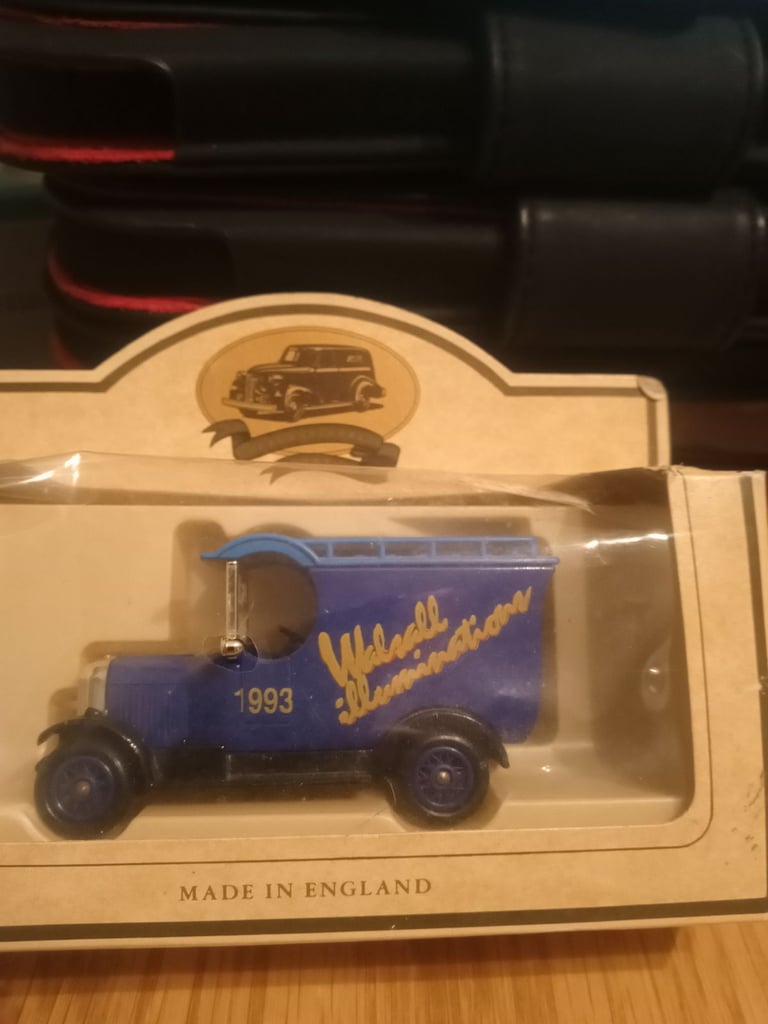 Walsall
illuminations
1993
MADE IN ENGLAND